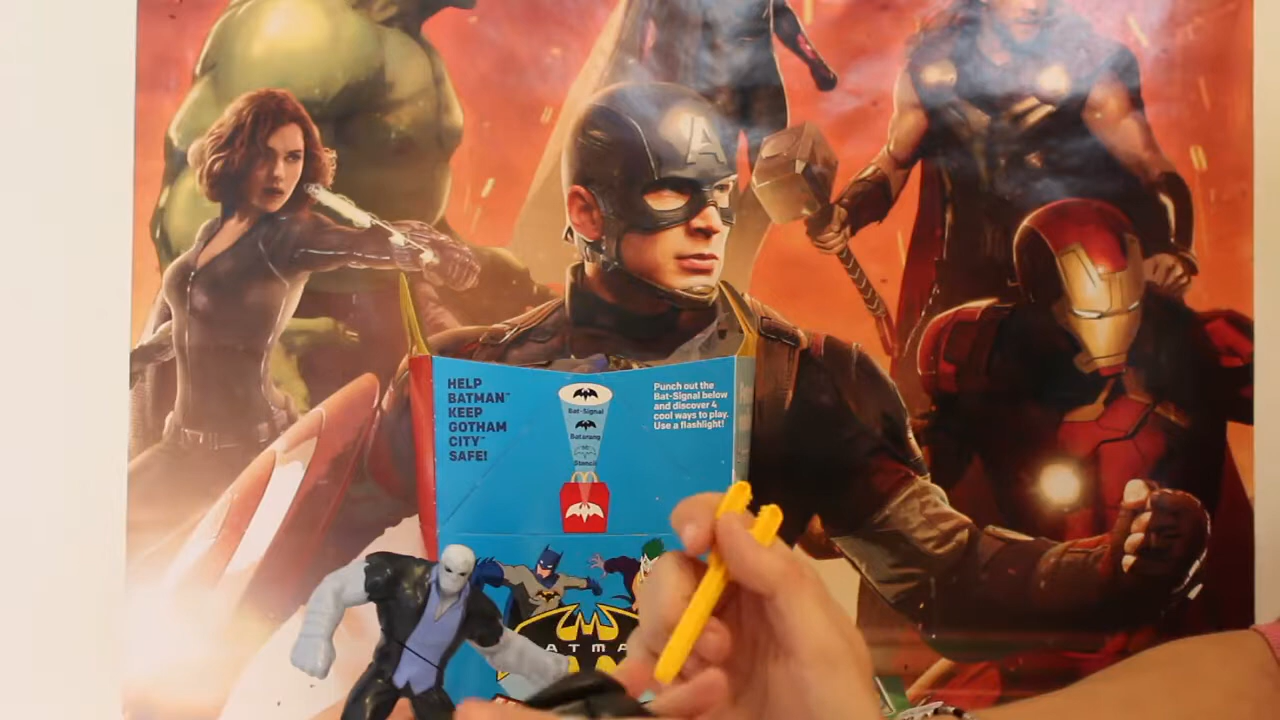 A
HELP
BATMAN™
KEEP
GOTHAM
CITY™
SAFE!
Bat-Signal
Batarang
Stencil
Punch out the
Bat-Signal below
and discover 4
cool ways to play.
Use a flashlight!
ATMA